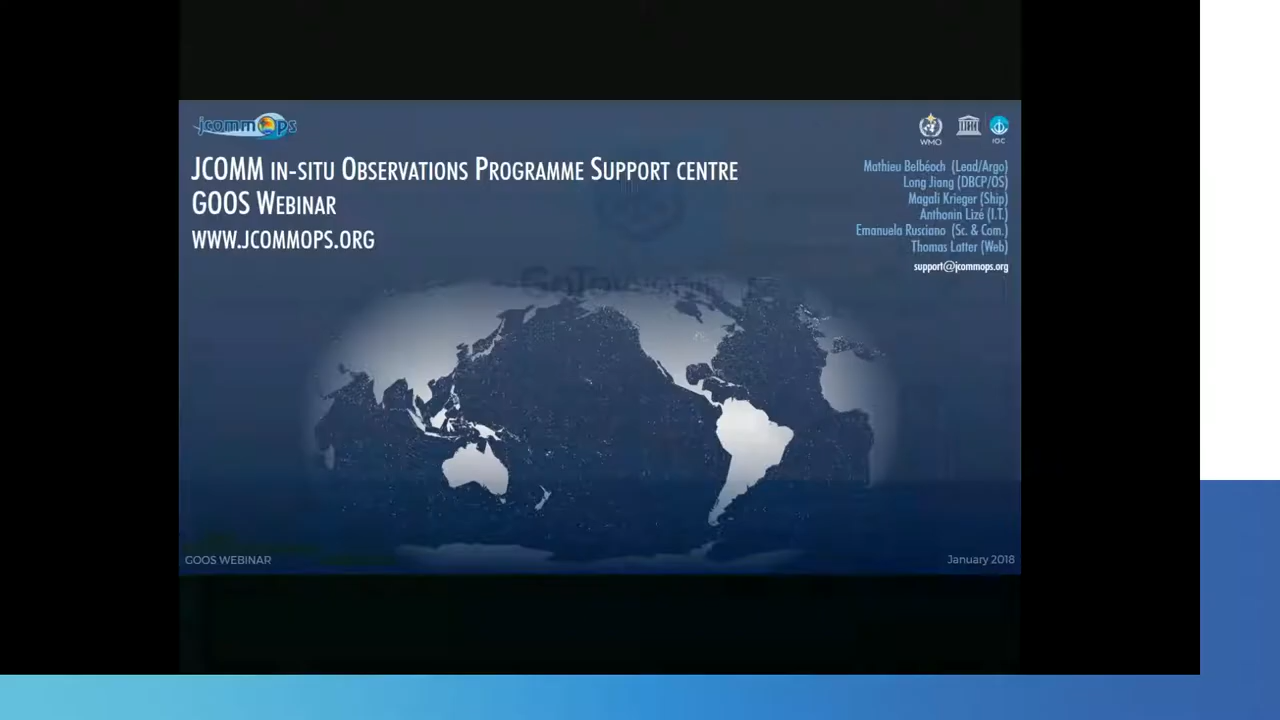 jcommops
WMO
IOC
JCOMM IN-SITU OBSERVATIONS PROGRAMME SUPPORT CENTRE
GOOS WEBINAR
WWW.JCOMMOPS.ORG
Mathieu Belbéoch (Lead/Argo)
Long Jiang (DBCP/OS)
Magali Krieger (Ship)
Anthonin Lizé (I.T.)
Emanuela Rusciano (Sc. & Com.)
Thomas Latter (Web)
support@jcommops.org
GoToWebinar
GOOS WEBINAR
January 2018